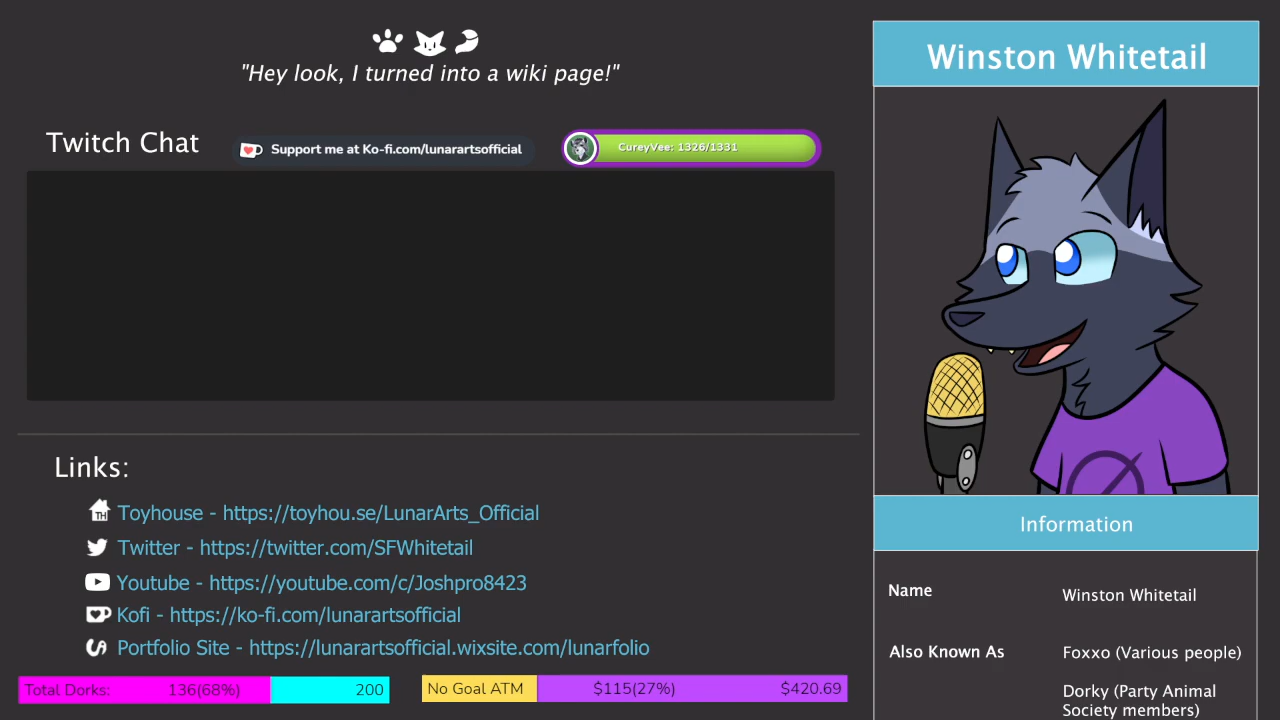 "Hey look, I turned into a wiki page!"
Twitch Chat
Support me at Ko-fi.com/lunarartsofficial
CureyVee: 1326/1331
Links:
TH
Toyhouse - https://toyhou.se/LunarArts_Official
Twitter - https://twitter.com/SFWhitetail
Youtube - https://youtube.com/c/Joshpro8423
Kofi - https://ko-fi.com/lunarartsofficial
Portfolio Site - https://lunarartsofficial.wixsite.com/lunarfolio
Total Dorks: 136(68%) 200
No Goal ATM $115(27%) $420.69
Winston Whitetail
Information
Name Winston Whitetail
Also Known As Foxxo (Various people)
Dorky (Party Animal
Society members)